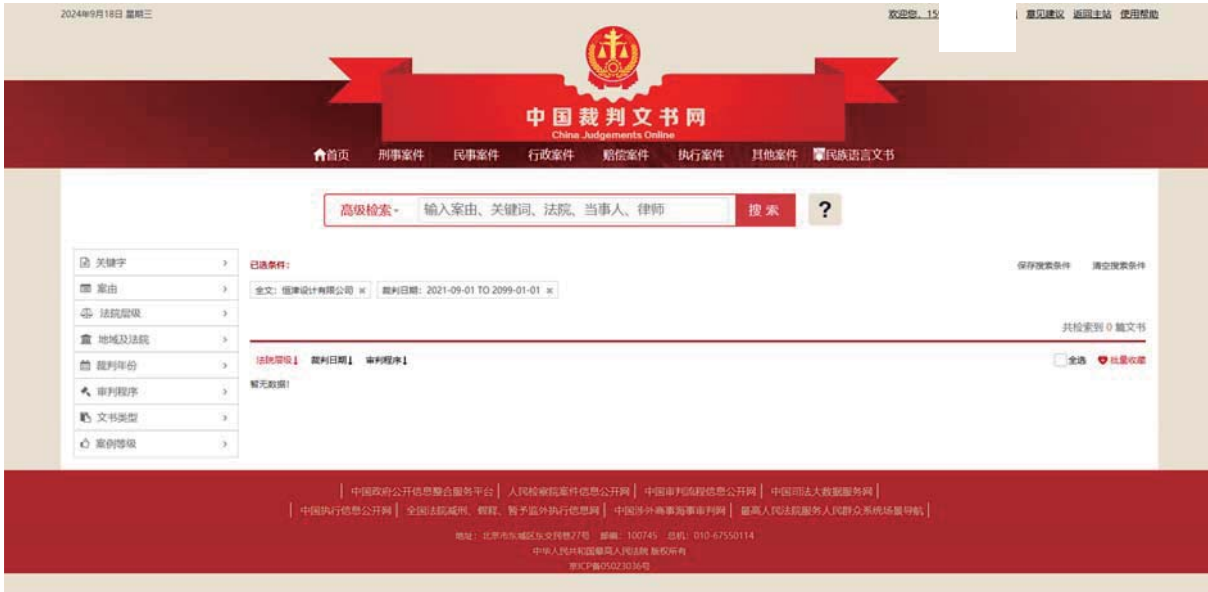 2024年9月18日 星期三
欢迎您，15
意见建议 返回主站 使用帮助
中国裁判文书网
China Judgements Online
首页 刑事案件 民事案件 行政案件 赔偿案件 执行案件 其他案件 民族语言文书
高级检索 输入案由、关键词、法院、当事人、律师 搜索 ?
关键字
案由
法院层级
地域及法院
裁判年份
审判程序
文书类型
案例等级
已选条件：
保存搜索条件 清空搜索条件
全文：恒津设计有限公司 × 裁判日期：2021-09-01 TO 2099-01-01 ×
共检索到 0 篇文书
法院层级↓ 裁判日期↓ 审判程序↓
全选 批量收藏
暂无数据!
| 中国政府公开信息整合服务平台 | 人民检察院案件信息公开网 | 中国审判流程信息公开网 | 中国司法大数据服务网 |
| 中国执行信息公开网 | 全国法院减刑、假释、暂予监外执行信息网 | 中国涉外商事海事审判网 | 最高人民法院服务人民群众系统场景导航 |
地址：北京市东城区东交民巷27号 邮编：100745 总机：010-67550114
中华人民共和国最高人民法院 版权所有
京ICP备05023036号